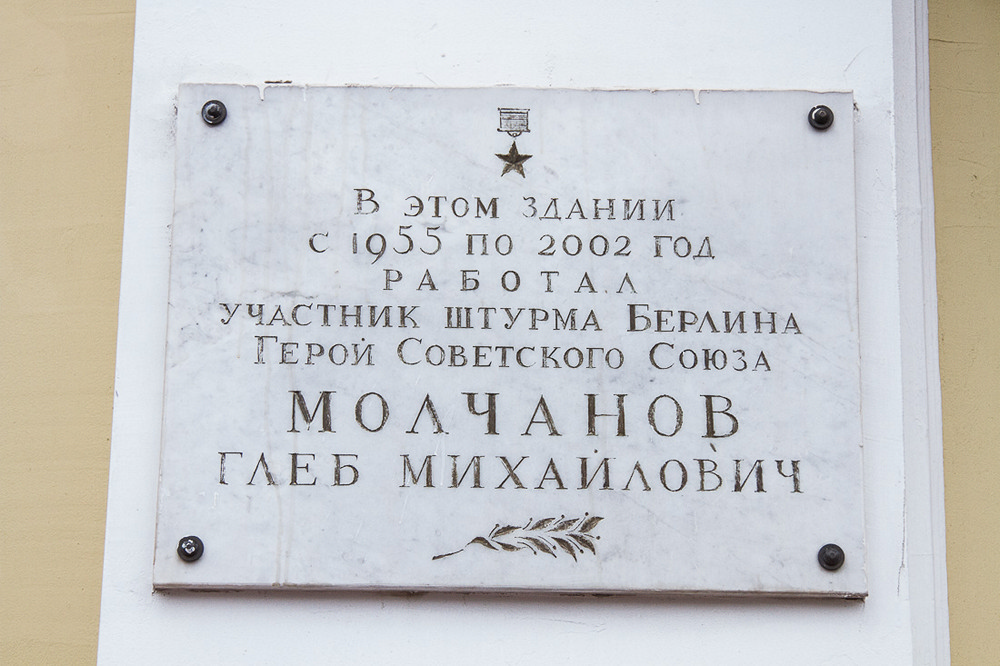 В этом здании
с 1955 по 2002 год
работал
участник штурма Берлина
Герой Советского Союза
МОЛЧАНОВ
ГЛЕБ МИХАЙЛОВИЧ